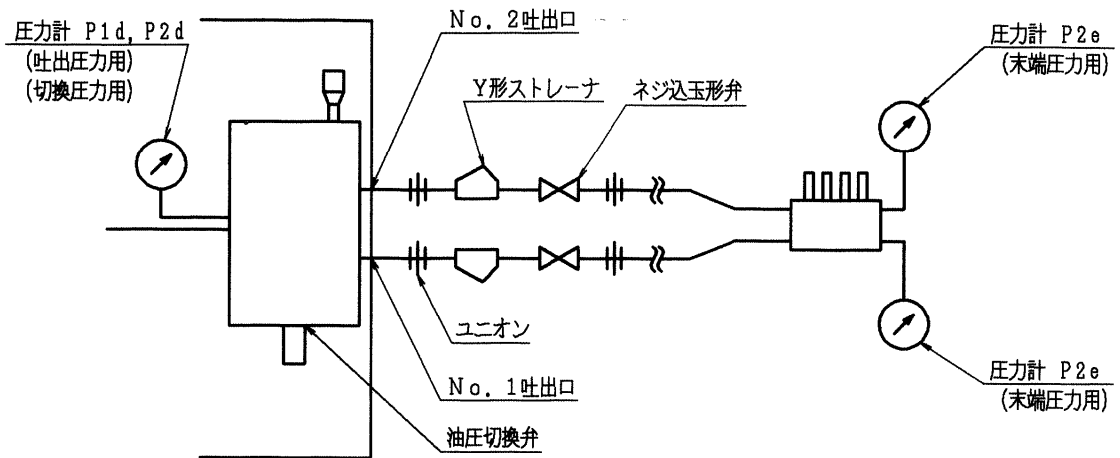 圧力計 P1d, P2d
(吐出圧力用)
(切換圧力用)
No. 2吐出口
Y形ストレーナ
ネジ込玉形弁
圧力計 P2e
(末端圧力用)
ユニオン
No. 1吐出口
油圧切換弁
圧力計 P2e
(末端圧力用)